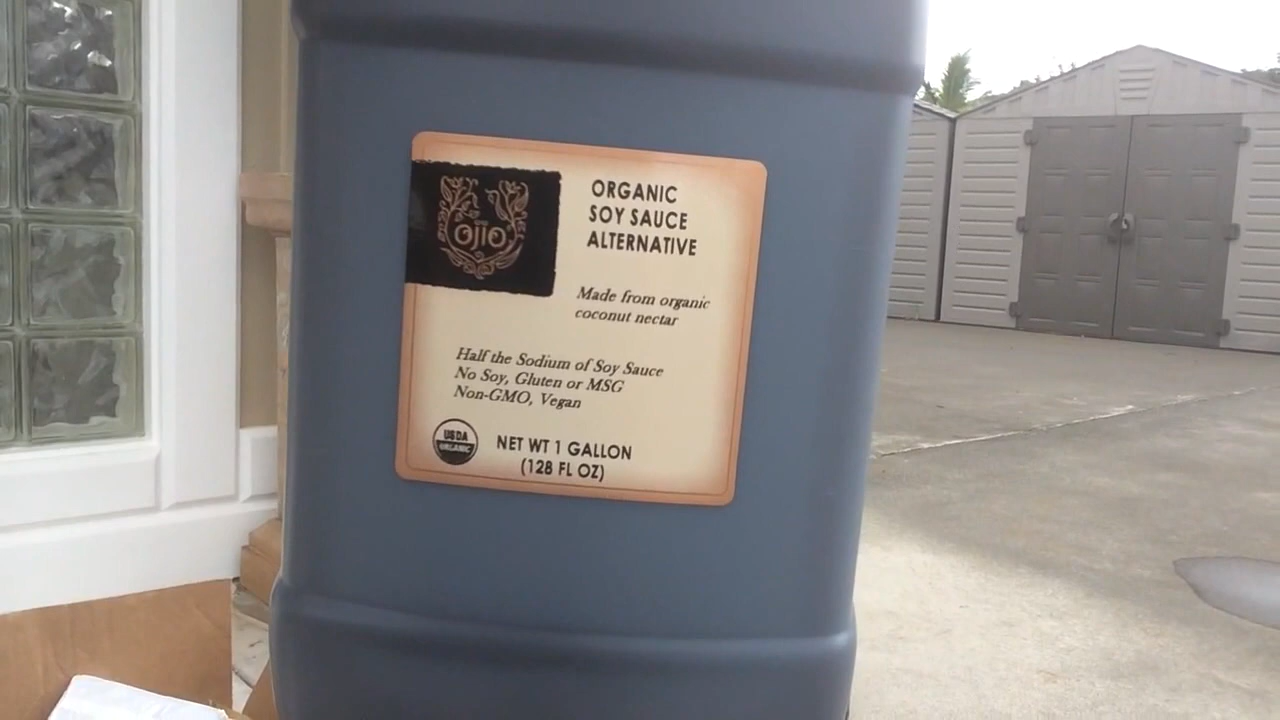 OJIO
ORGANIC
SOY SAUCE
ALTERNATIVE
Made from organic
coconut nectar
Half the Sodium of Soy Sauce
No Soy, Gluten or MSG
Non-GMO, Vegan
USDA
ORGANIC
NET WT 1 GALLON
(128 FL OZ)